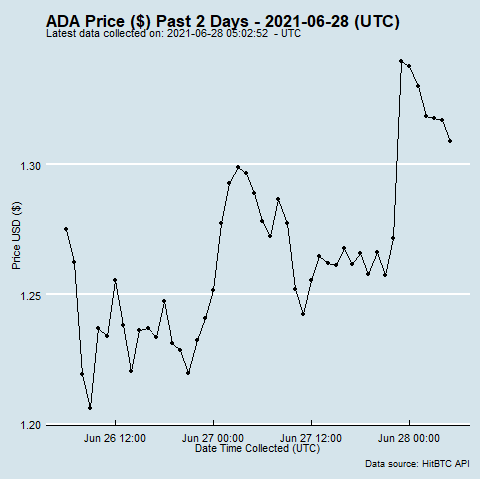 ADA Price ($) Past 2 Days - 2021-06-28 (UTC)
Latest data collected on: 2021-06-28 05:02:52 - UTC
1.30
Price USD ($)
1.25
1.20
Jun 26 12:00 Jun 27 00:00 Jun 27 12:00 Jun 28 00:00
Date Time Collected (UTC)
Data source: HitBTC API